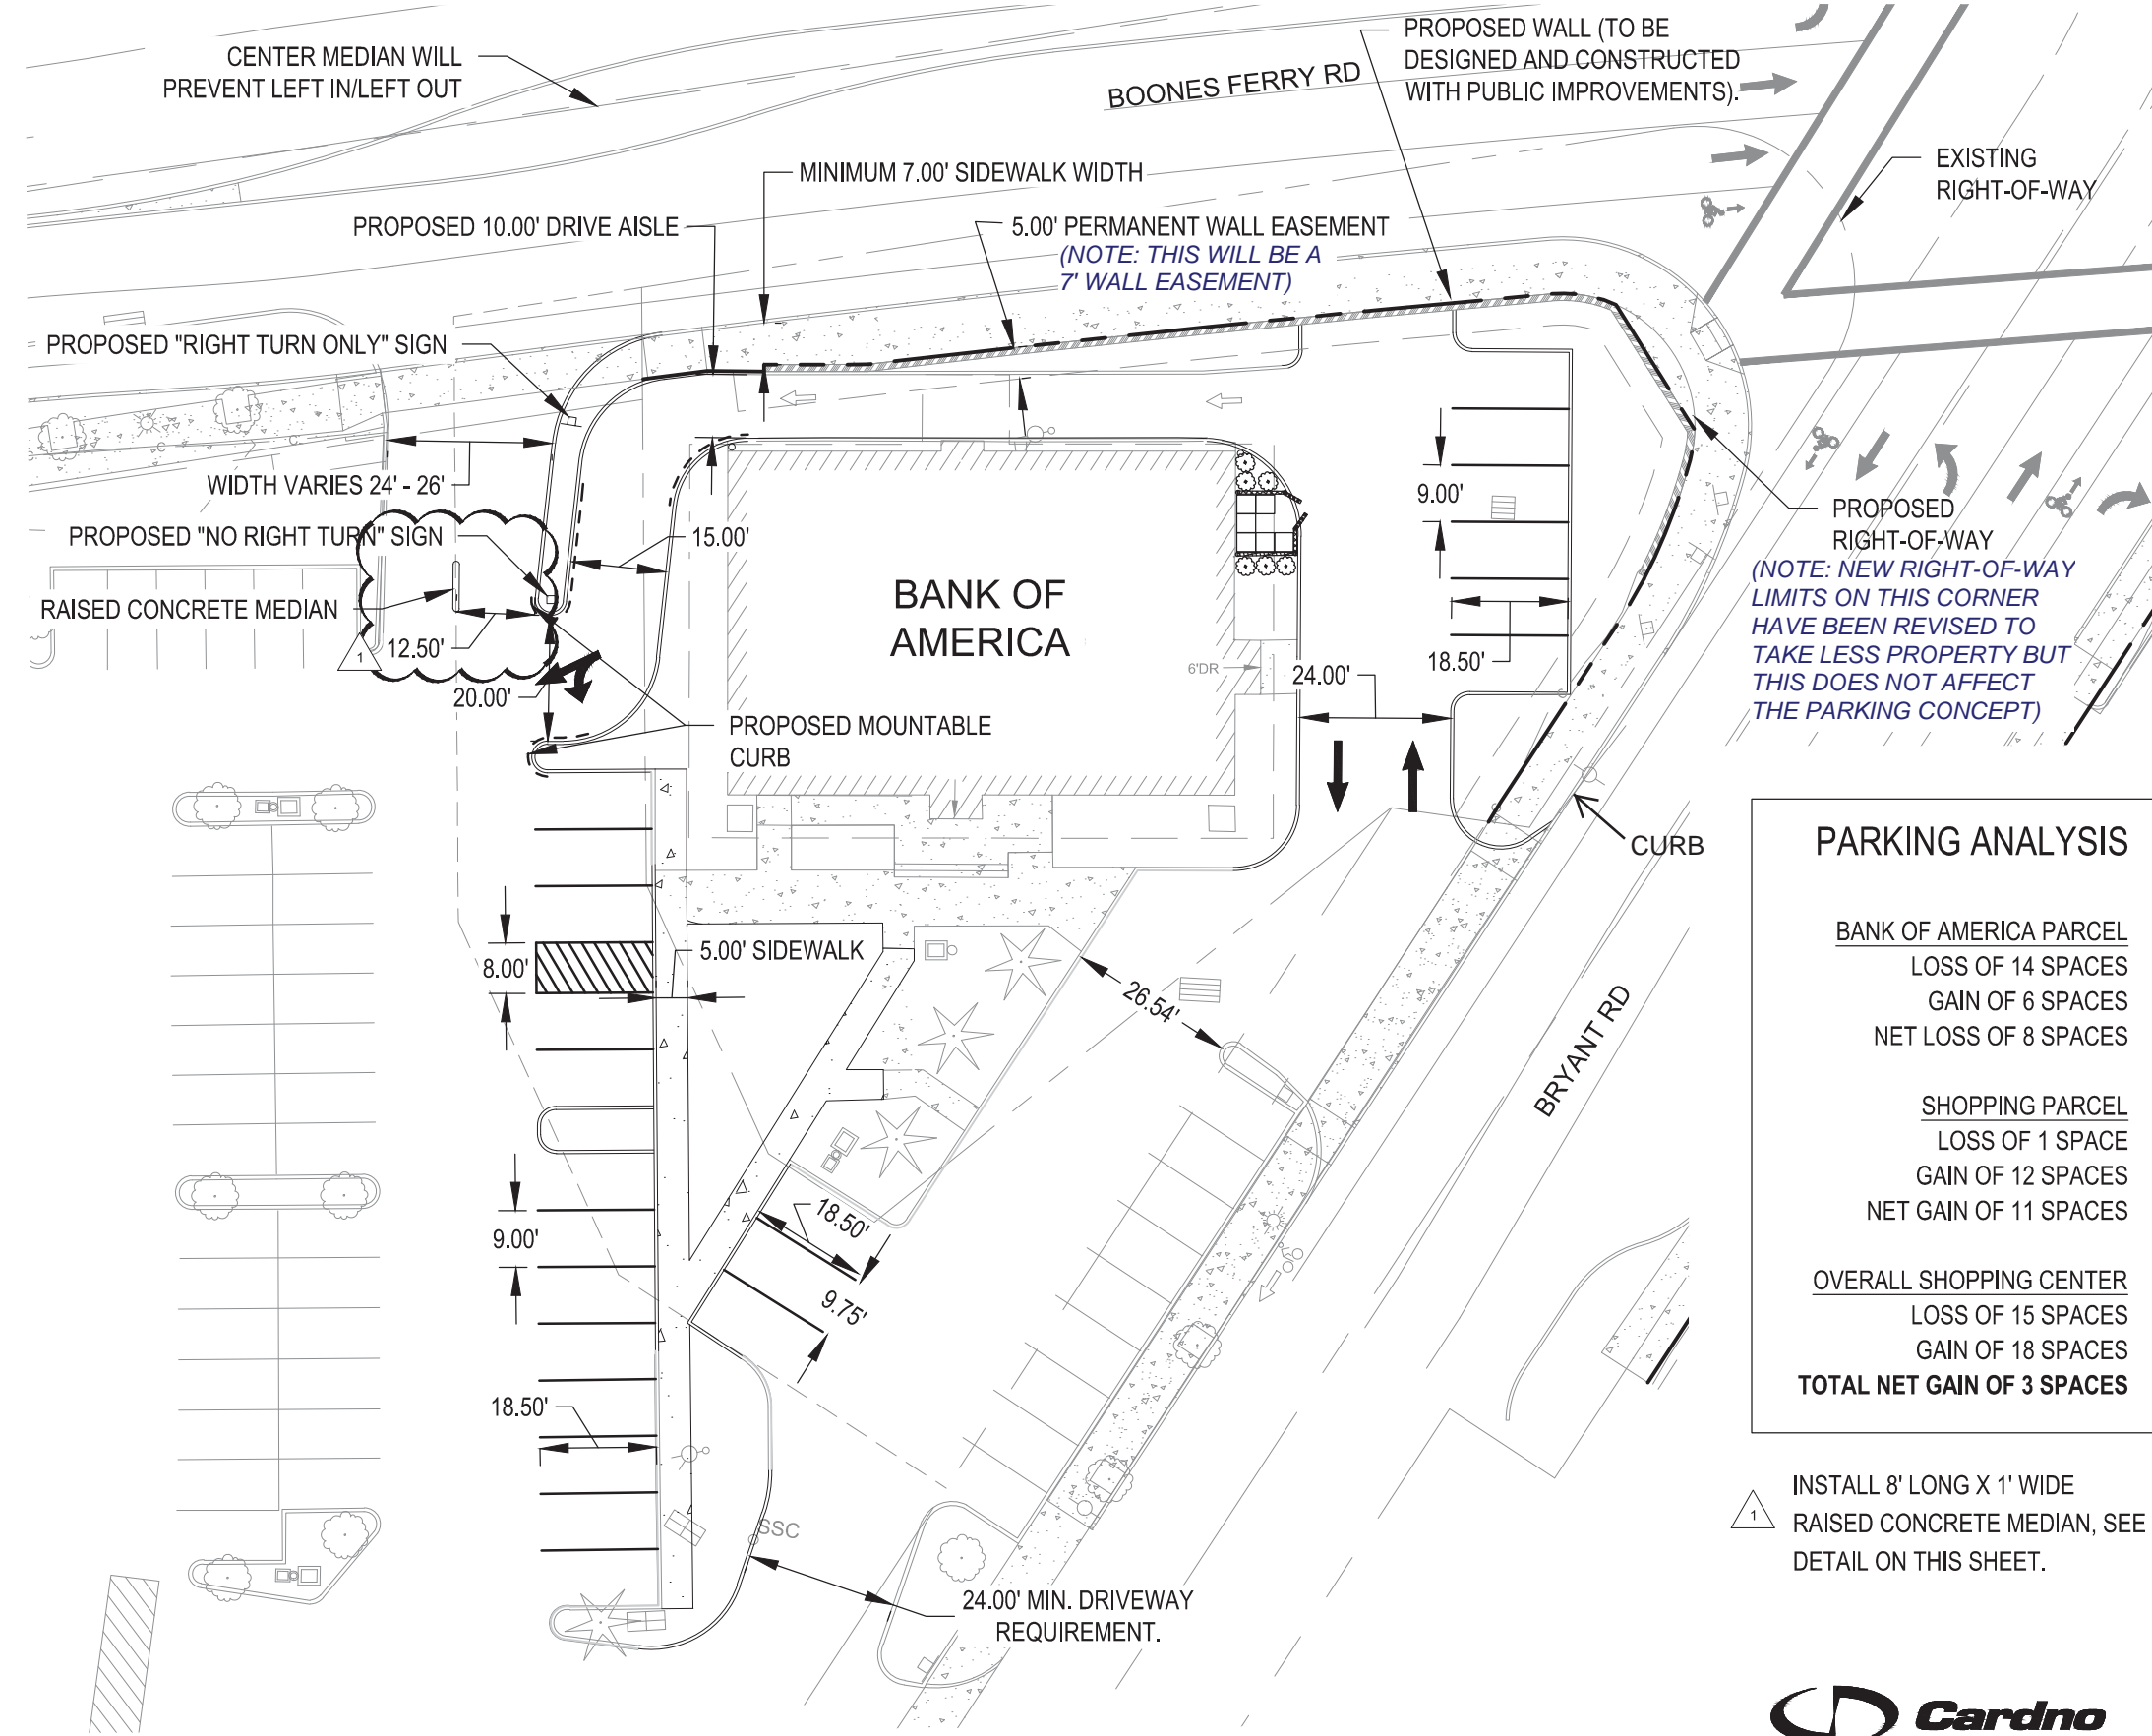 CENTER MEDIAN WILL
PREVENT LEFT IN/LEFT OUT
BOONES FERRY RD
PROPOSED WALL (TO BE
DESIGNED AND CONSTRUCTED
WITH PUBLIC IMPROVEMENTS).
EXISTING
RIGHT-OF-WAY
MINIMUM 7.00' SIDEWALK WIDTH
PROPOSED 10.00' DRIVE AISLE
5.00' PERMANENT WALL EASEMENT
(NOTE: THIS WILL BE A
7' WALL EASEMENT)
PROPOSED "RIGHT TURN ONLY" SIGN
WIDTH VARIES 24' - 26'
PROPOSED "NO RIGHT TURN" SIGN
RAISED CONCRETE MEDIAN
1
12.50'
20.00'
15.00'
BANK OF
AMERICA
6'DR
24.00'
9.00'
18.50'
PROPOSED
RIGHT-OF-WAY
(NOTE: NEW RIGHT-OF-WAY
LIMITS ON THIS CORNER
HAVE BEEN REVISED TO
TAKE LESS PROPERTY BUT
THIS DOES NOT AFFECT
THE PARKING CONCEPT)
PROPOSED MOUNTABLE
CURB
CURB
8.00'
5.00' SIDEWALK
26.54'
BRYANT RD
9.00'
18.50'
9.75'
18.50'
SSC
24.00' MIN. DRIVEWAY
REQUIREMENT.
PARKING ANALYSIS
BANK OF AMERICA PARCEL
LOSS OF 14 SPACES
GAIN OF 6 SPACES
NET LOSS OF 8 SPACES
SHOPPING PARCEL
LOSS OF 1 SPACE
GAIN OF 12 SPACES
NET GAIN OF 11 SPACES
OVERALL SHOPPING CENTER
LOSS OF 15 SPACES
GAIN OF 18 SPACES
TOTAL NET GAIN OF 3 SPACES
1
INSTALL 8' LONG X 1' WIDE
RAISED CONCRETE MEDIAN, SEE
DETAIL ON THIS SHEET.
Cardno